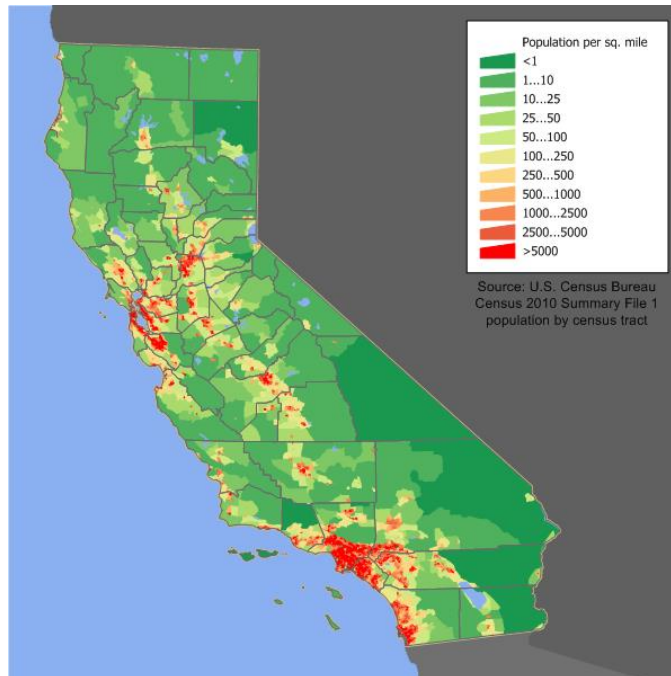 Population per sq. mile
<1
1...10
10...25
25...50
50...100
100...250
250...500
500...1000
1000...2500
2500...5000
>5000
Source: U.S. Census Bureau
Census 2010 Summary File 1
population by census tract